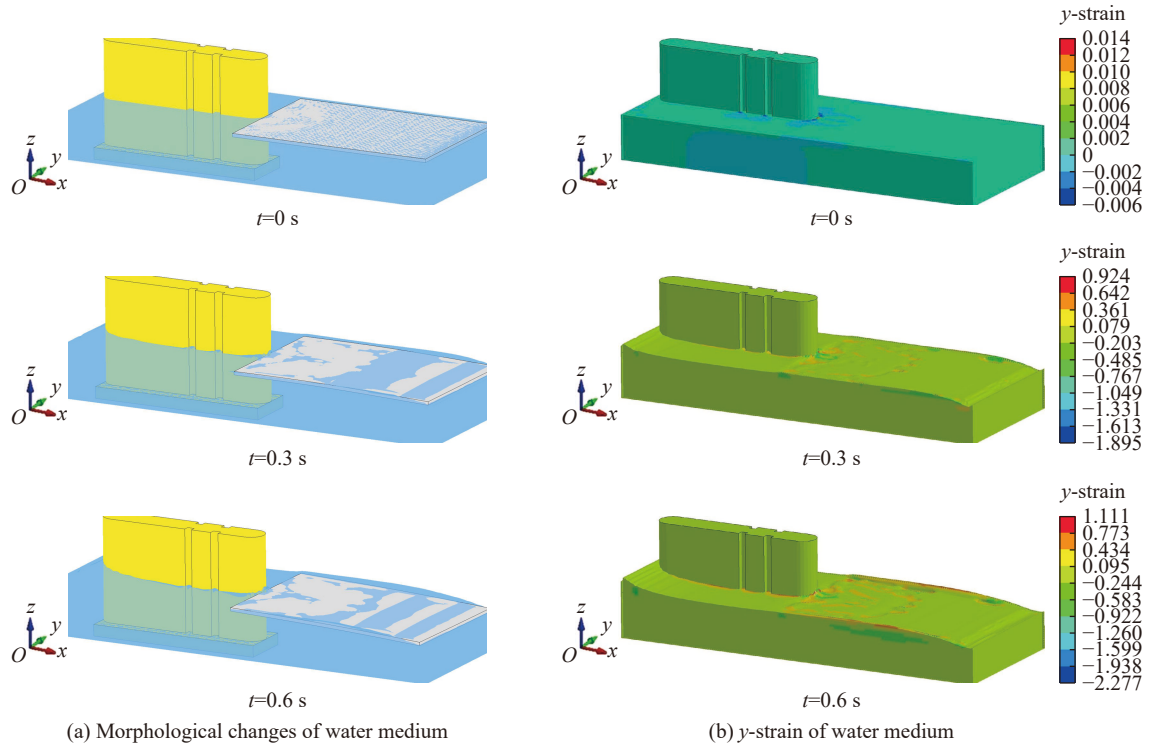 y-strain
0.014
0.010
0.008
0.006
0.004
0.002
0
−0.002
−0.004
−0.006
z
y
O
x
z
y
O
x
t=0 s
t=0 s
y-strain
0.924
0.642
0.361
0.079
−0.203
−0.485
−0.767
−1.049
−1.331
−1.613
−1.895
z
y
O
x
z
y
O
x
t=0.3 s
t=0.3 s
y-strain
1.111
0.773
0.434
0.095
−0.244
−0.583
−0.922
−1.260
−1.599
−1.938
−2.277
z
y
O
x
z
y
O
x
t=0.6 s
t=0.6 s
(a) Morphological changes of water medium
(b) y-strain of water medium